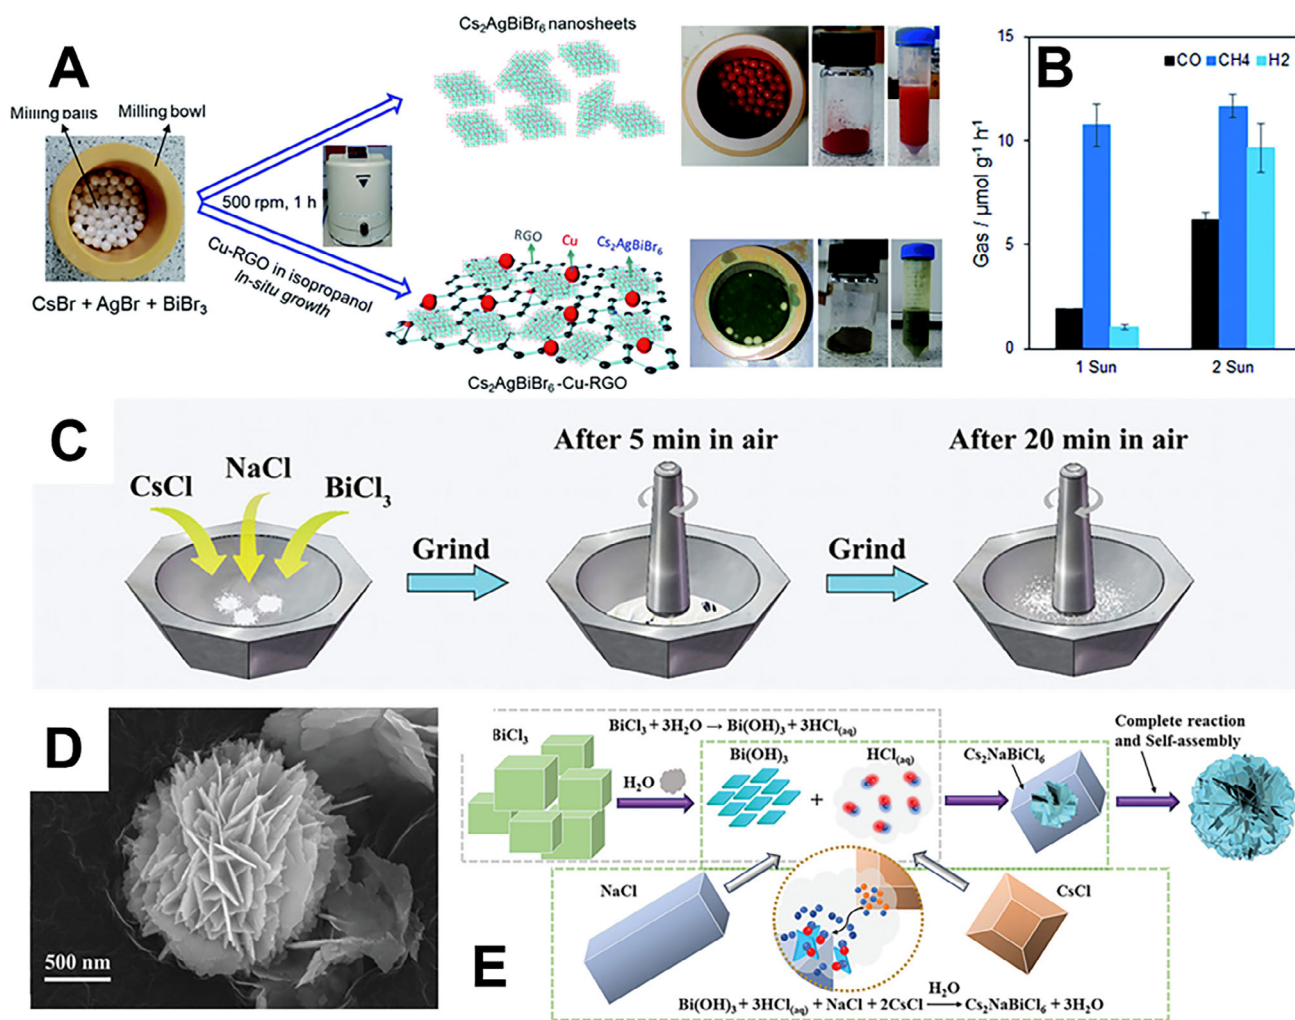 A
Cs₂AgBiBr₆ nanosheets
Milling balls
Milling bowl
500 rpm, 1 h
Cu-RGO in isopropanol
In-situ growth
CsBr + AgBr + BiBr₃
RGO
Cu
Cs₂AgBiBr₆
Cs₂AgBiBr₆-Cu-RGO
B
CO CH4 H2
Gas / µmol g⁻¹ h⁻¹
15
10
5
0
1 Sun
2 Sun
C
CsCl
NaCl
BiCl₃
Grind
After 5 min in air
Grind
After 20 min in air
D
500 nm
BiCl₃ + 3H₂O → Bi(OH)₃ + 3HCl(aq)
BiCl₃
H₂O
Bi(OH)₃
+
HCl(aq)
Cs₂NaBiCl₆
Complete reaction
and Self-assembly
NaCl
CsCl
E
H₂O
Bi(OH)₃ + 3HCl(aq) + NaCl + 2CsCl → Cs₂NaBiCl₆ + 3H₂O